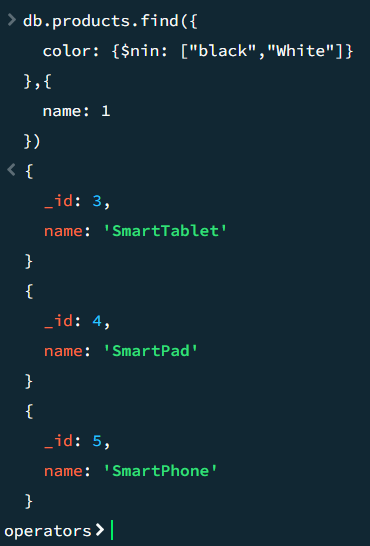 > db.products.find({
color: {$nin: ["black","White"]}
},{
name: 1
})
< {
_id: 3,
name: 'SmartTablet'
}
{
_id: 4,
name: 'SmartPad'
}
{
_id: 5,
name: 'SmartPhone'
}
operators>